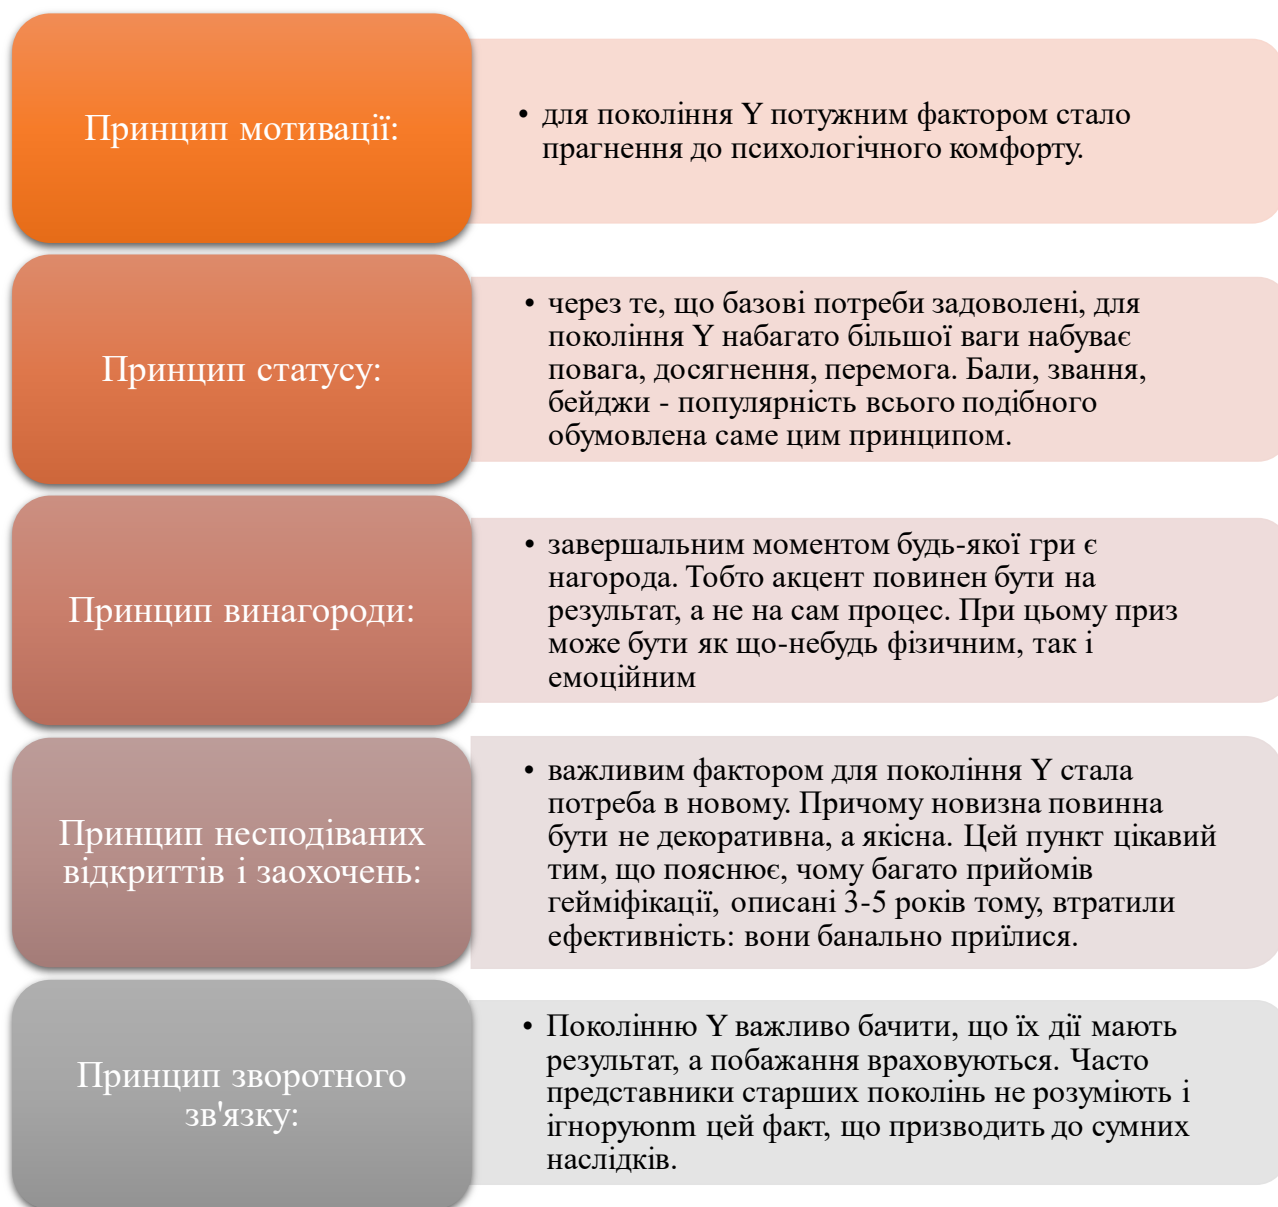 Принцип мотивації:
• для покоління Y потужним фактором стало
прагнення до психологічного комфорту.
Принцип статусу:
• через те, що базові потреби задоволені, для
покоління Y набагато більшої ваги набуває
повага, досягнення, перемога. Бали, звання,
бейджи - популярність всього подібного
обумовлена саме цим принципом.
Принцип винагороди:
• завершальним моментом будь-якої гри є
нагорода. Тобто акцент повинен бути на
результат, а не на сам процес. При цьому приз
може бути як що-небудь фізичним, так і
емоційним
Принцип несподіваних
відкриттів і заохочень:
• важливим фактором для покоління Y стала
потреба в новому. Причому новизна повинна
бути не декоративна, а якісна. Цей пункт цікавий
тим, що пояснює, чому багато прийомів
гейміфікації, описані 3-5 років тому, втратили
ефективність: вони банально приїлися.
Принцип зворотного
зв'язку:
• Поколінню Y важливо бачити, що їх дії мають
результат, а побажання враховуються. Часто
представники старших поколінь не розуміють і
ігноруюnm цей факт, що призводить до сумних
наслідків.